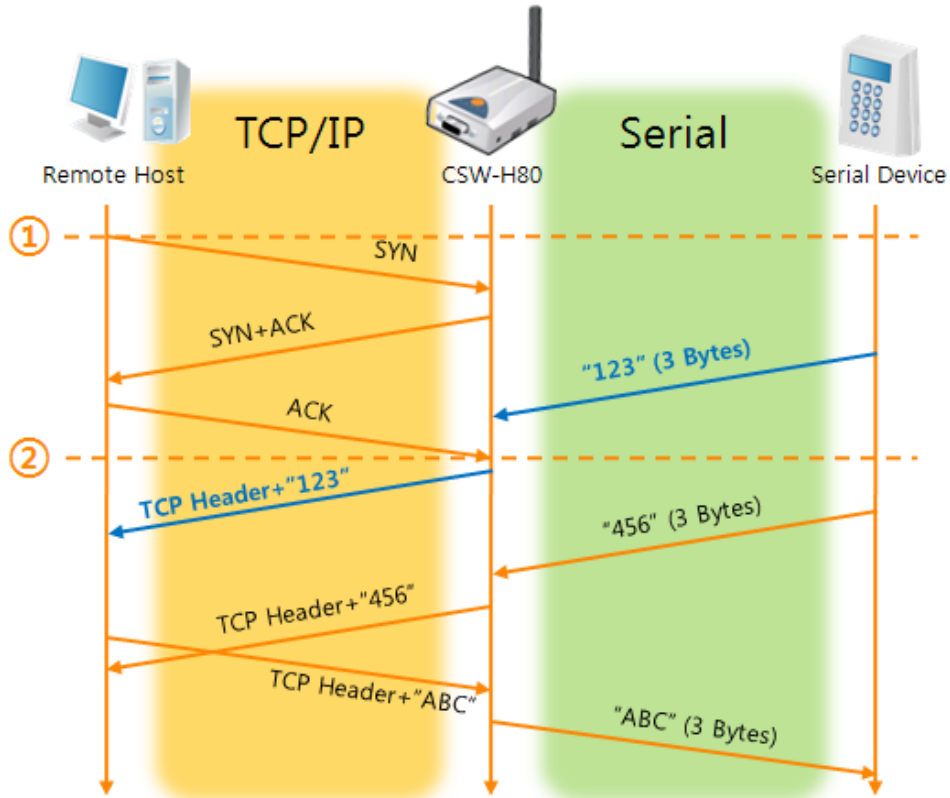 TCP/IP
Serial
Remote Host
CSW-H80
Serial Device
①
SYN
SYN+ACK
“123” (3 Bytes)
ACK
②
TCP Header+“123”
“456” (3 Bytes)
TCP Header+“456”
TCP Header+“ABC”
“ABC” (3 Bytes)